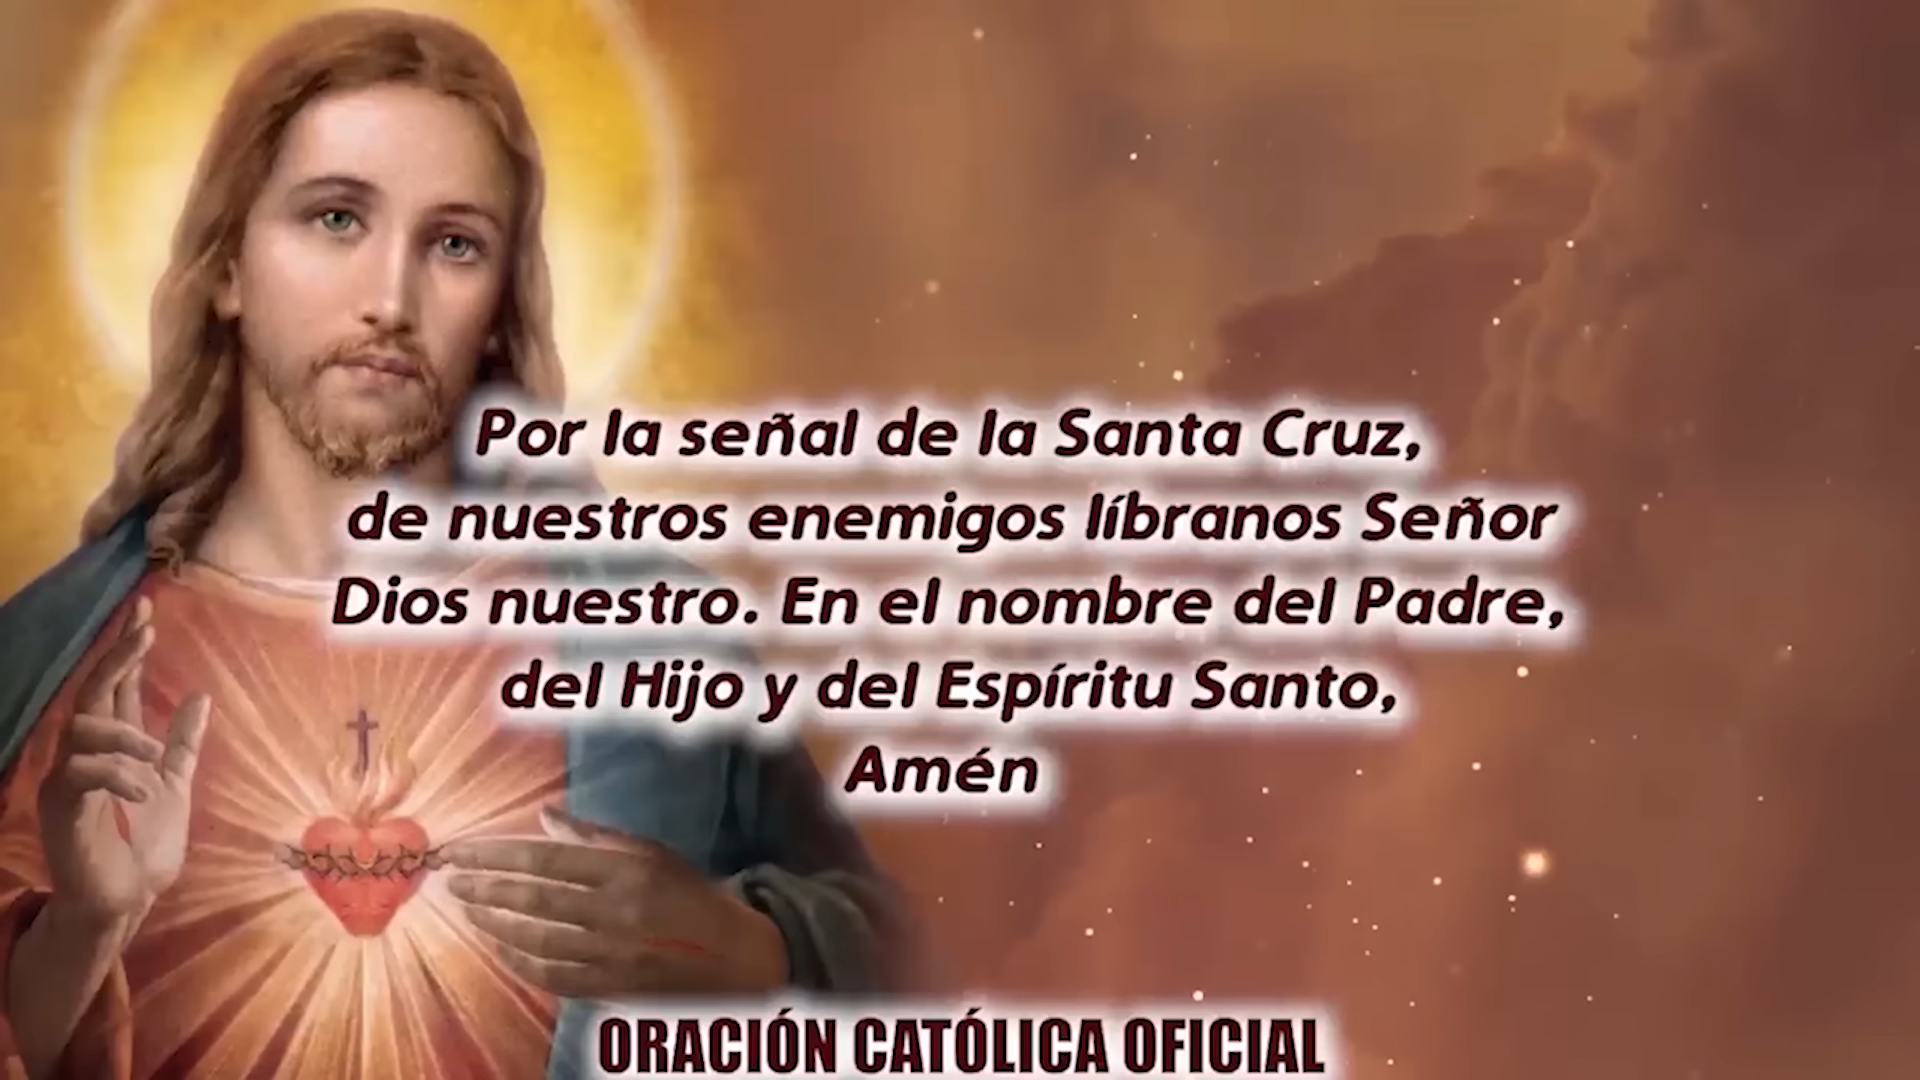 Por la señal de la Santa Cruz,
de nuestros enemigos líbranos Señor
Dios nuestro. En el nombre del Padre,
del Hijo y del Espíritu Santo,
Amén
ORACIÓN CATÓLICA OFICIAL